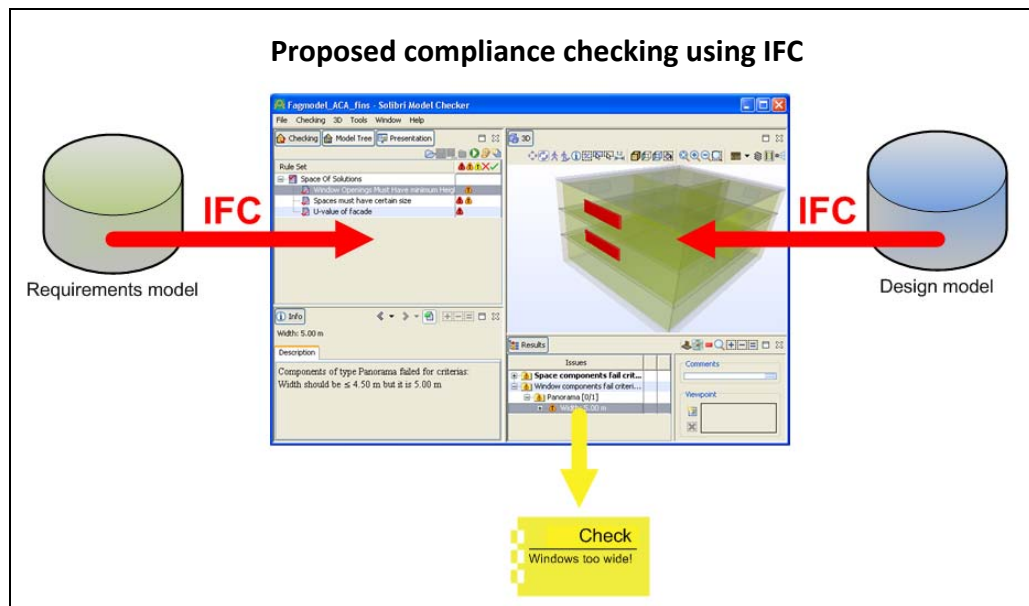 Proposed compliance checking using IFC
Fagmodel_ACA_fins - Solibri Model Checker
File Checking 3D Tools Window Help
Checking Model Tree Presentation
3D
Rule Set
Space Of Solutions
Window Openings Must Have minimum Heig
Spaces must have certain size
U-value of facade
IFC
IFC
Requirements model
Design model
Info
Width: 5.00 m
Description
Components of type Panorama failed for criterias:
Width should be ≤ 4.50 m but it is 5.00 m
Results
Issues
Space components fail crit...
Window components fail criteri...
Panorama [0/1]
Width: 5.00 m
Comments
Viewpoint
Check
Windows too wide!